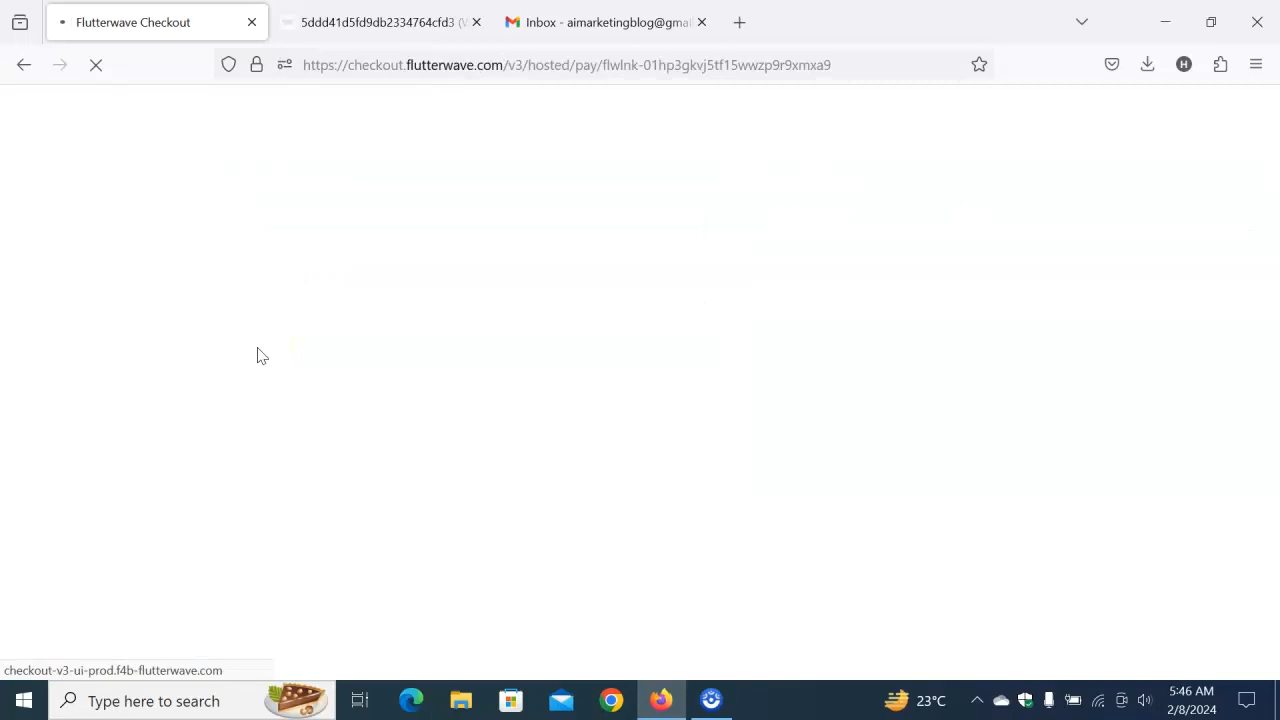 Flutterwave Checkout
5ddd41d5fd9db2334764cfd3 (
Inbox - aimarketingblog@gmai
https://checkout.flutterwave.com/v3/hosted/pay/flwlnk-01hp3gkvj5tf15wwzp9r9xmxa9
H
checkout-v3-ui-prod.f4b-flutterwave.com
Type here to search
23°C
5:46 AM
2/8/2024